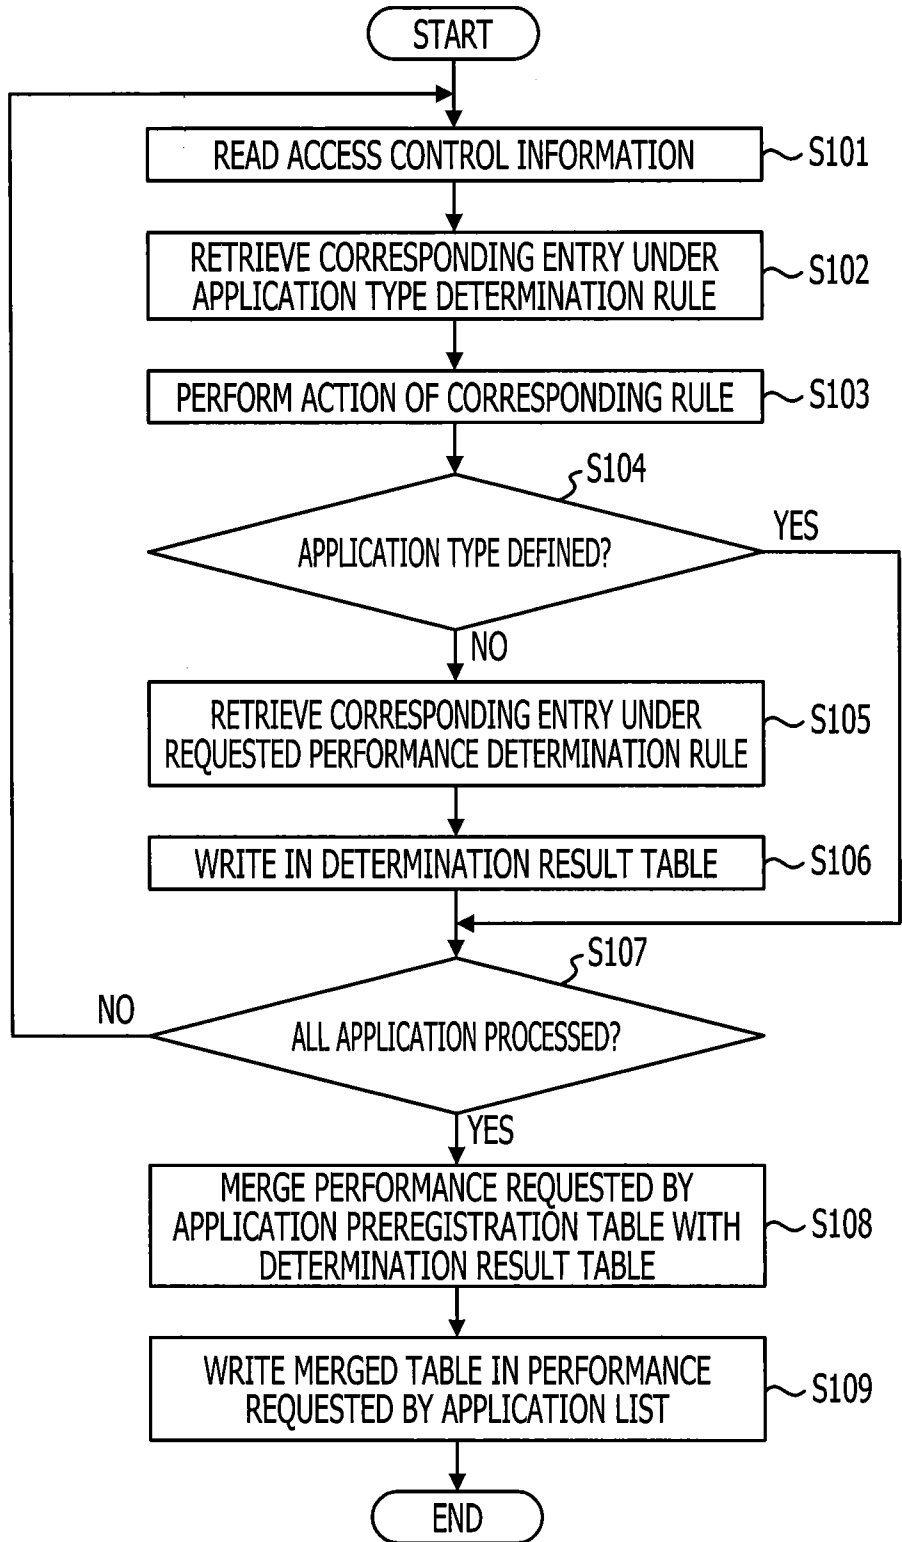 START
READ ACCESS CONTROL INFORMATION
S101
RETRIEVE CORRESPONDING ENTRY UNDER
APPLICATION TYPE DETERMINATION RULE
S102
PERFORM ACTION OF CORRESPONDING RULE
S103
S104
APPLICATION TYPE DEFINED?
YES
NO
RETRIEVE CORRESPONDING ENTRY UNDER
REQUESTED PERFORMANCE DETERMINATION RULE
S105
WRITE IN DETERMINATION RESULT TABLE
S106
S107
NO
ALL APPLICATION PROCESSED?
YES
MERGE PERFORMANCE REQUESTED BY
APPLICATION PREREGISTRATION TABLE WITH
DETERMINATION RESULT TABLE
S108
WRITE MERGED TABLE IN PERFORMANCE
REQUESTED BY APPLICATION LIST
S109
END